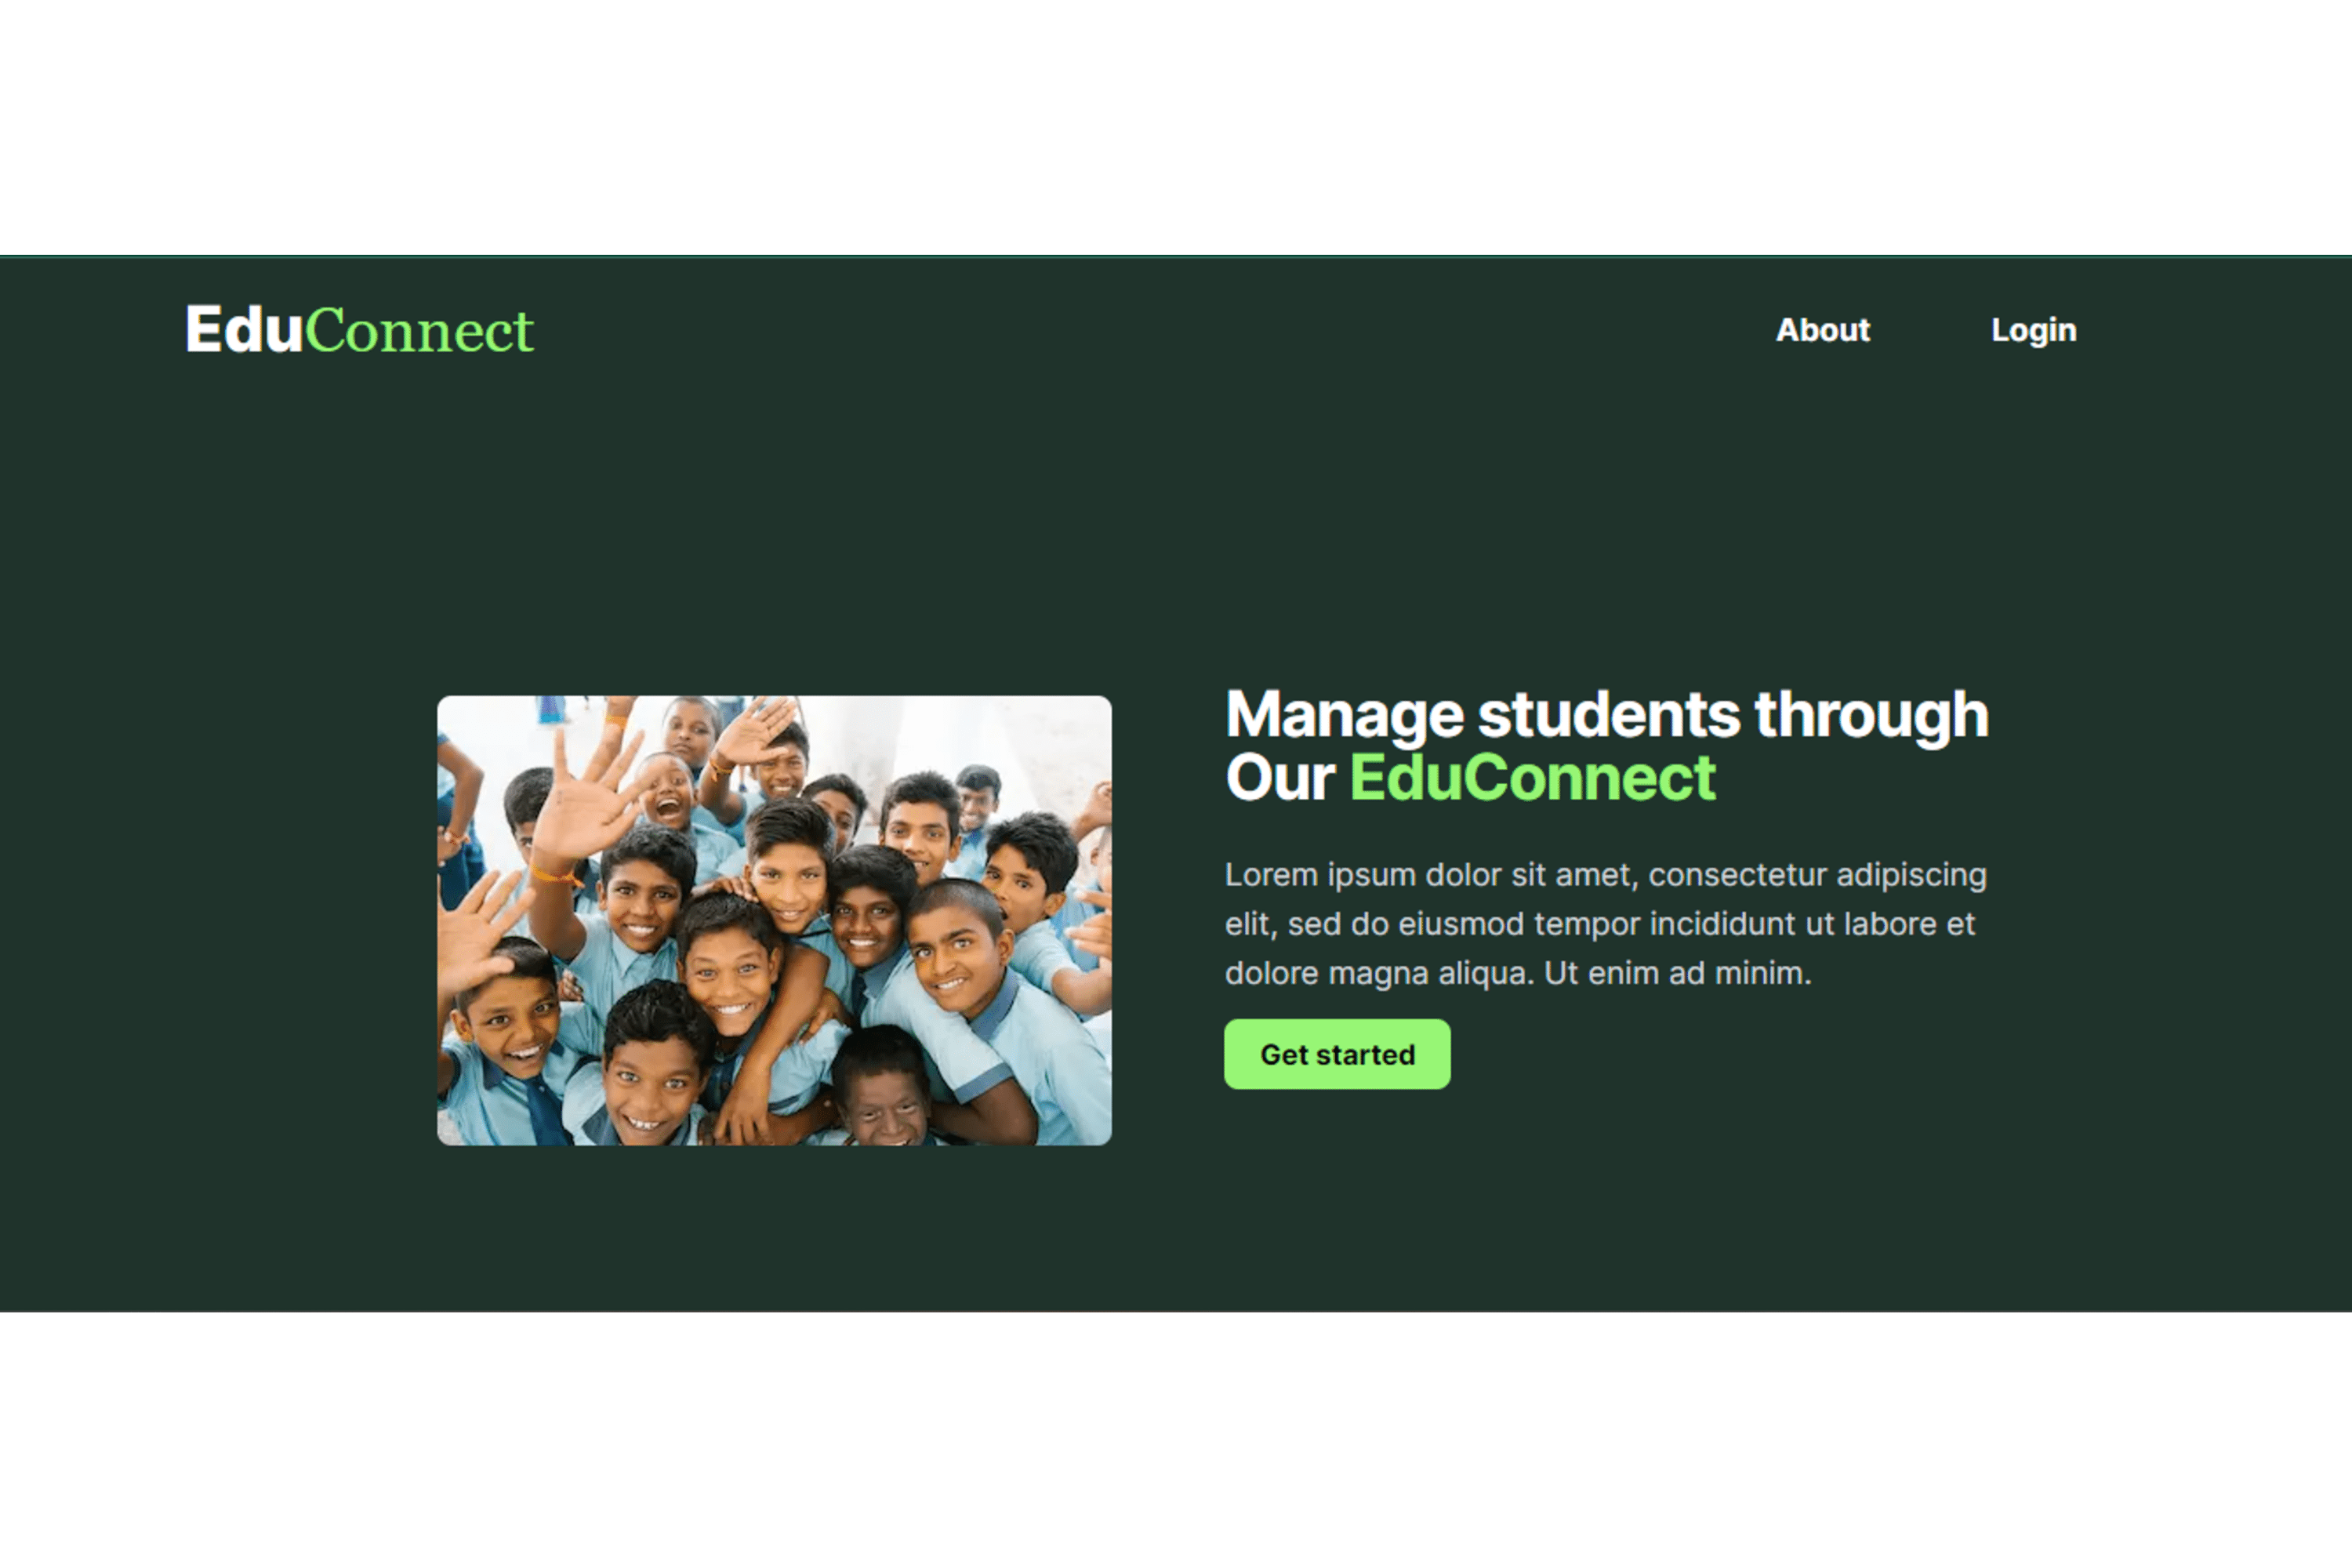 EduConnect
About
Login
Manage students through
Our EduConnect
Lorem ipsum dolor sit amet, consectetur adipiscing
elit, sed do eiusmod tempor incididunt ut labore et
dolore magna aliqua. Ut enim ad minim.
Get started